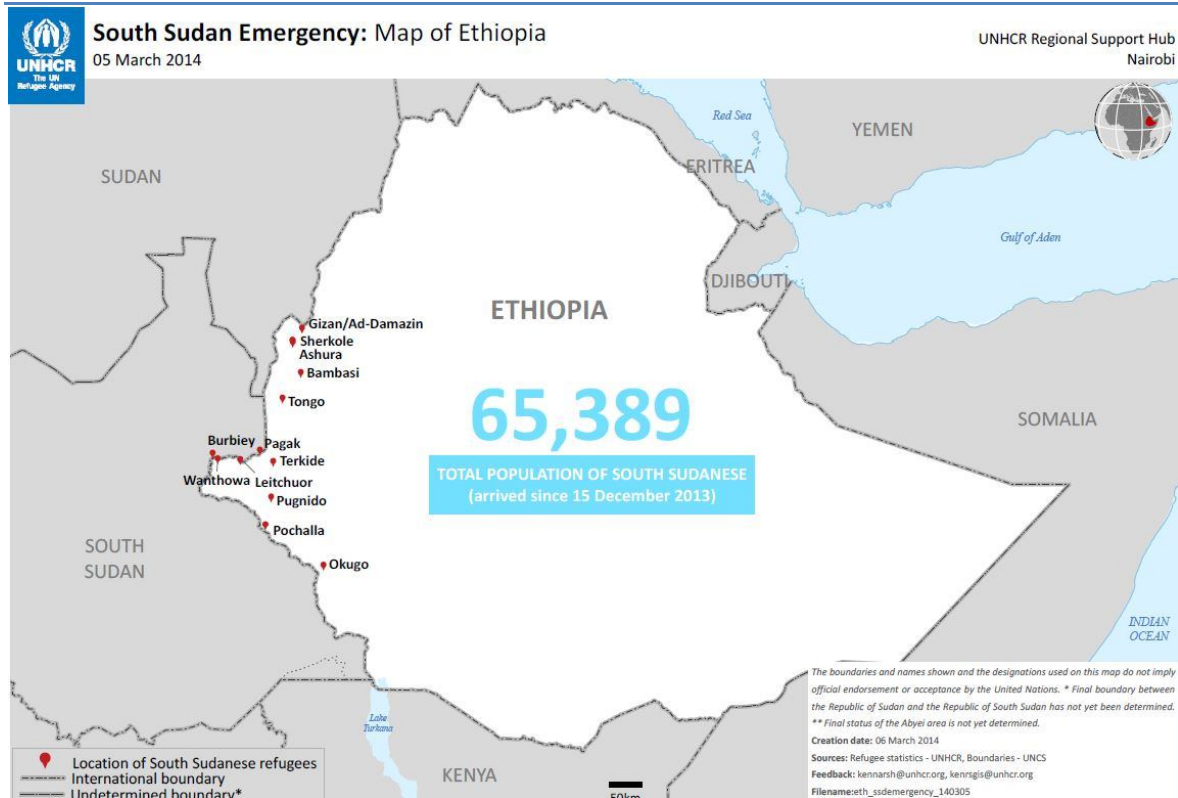 UNHCR
The UN
Refugee Agency
South Sudan Emergency: Map of Ethiopia
05 March 2014
UNHCR Regional Support Hub
Nairobi
Red Sea
YEMEN
SUDAN
ERITREA
Gulf of Aden
DJIBOUTI
ETHIOPIA
Gizan/Ad-Damazin
Sherkole
Ashura
Bambasi
Tongo
65,389
TOTAL POPULATION OF SOUTH SUDANESE
(arrived since 15 December 2013)
SOMALIA
Burbiey
Pagak
Terkide
Wanthowa
Leitchuor
Pugnido
Pochalla
Okugo
SOUTH
SUDAN
INDIAN
OCEAN
Lake
Turkana
KENYA
The boundaries and names shown and the designations used on this map do not imply
official endorsement or acceptance by the United Nations. * Final boundary between
the Republic of Sudan and the Republic of South Sudan has not yet been determined.
** Final status of the Abyei area is not yet determined.
Creation date: 06 March 2014
Sources: Refugee statistics - UNHCR, Boundaries - UNCS
Feedback: kennarsh@unhcr.org, kenrsgis@unhcr.org
Filename:eth_ssdemergency_140305
Location of South Sudanese refugees
International boundary
Undetermined boundary*
50km